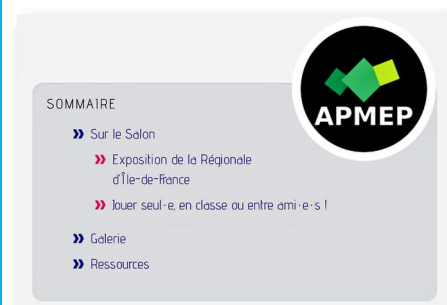 APMEP
SOMMAIRE
Sur le Salon
Exposition de la Régionale
d'Île-de-France
Jouer seul·e, en classe ou entre ami·e·s !
Galerie
Ressources